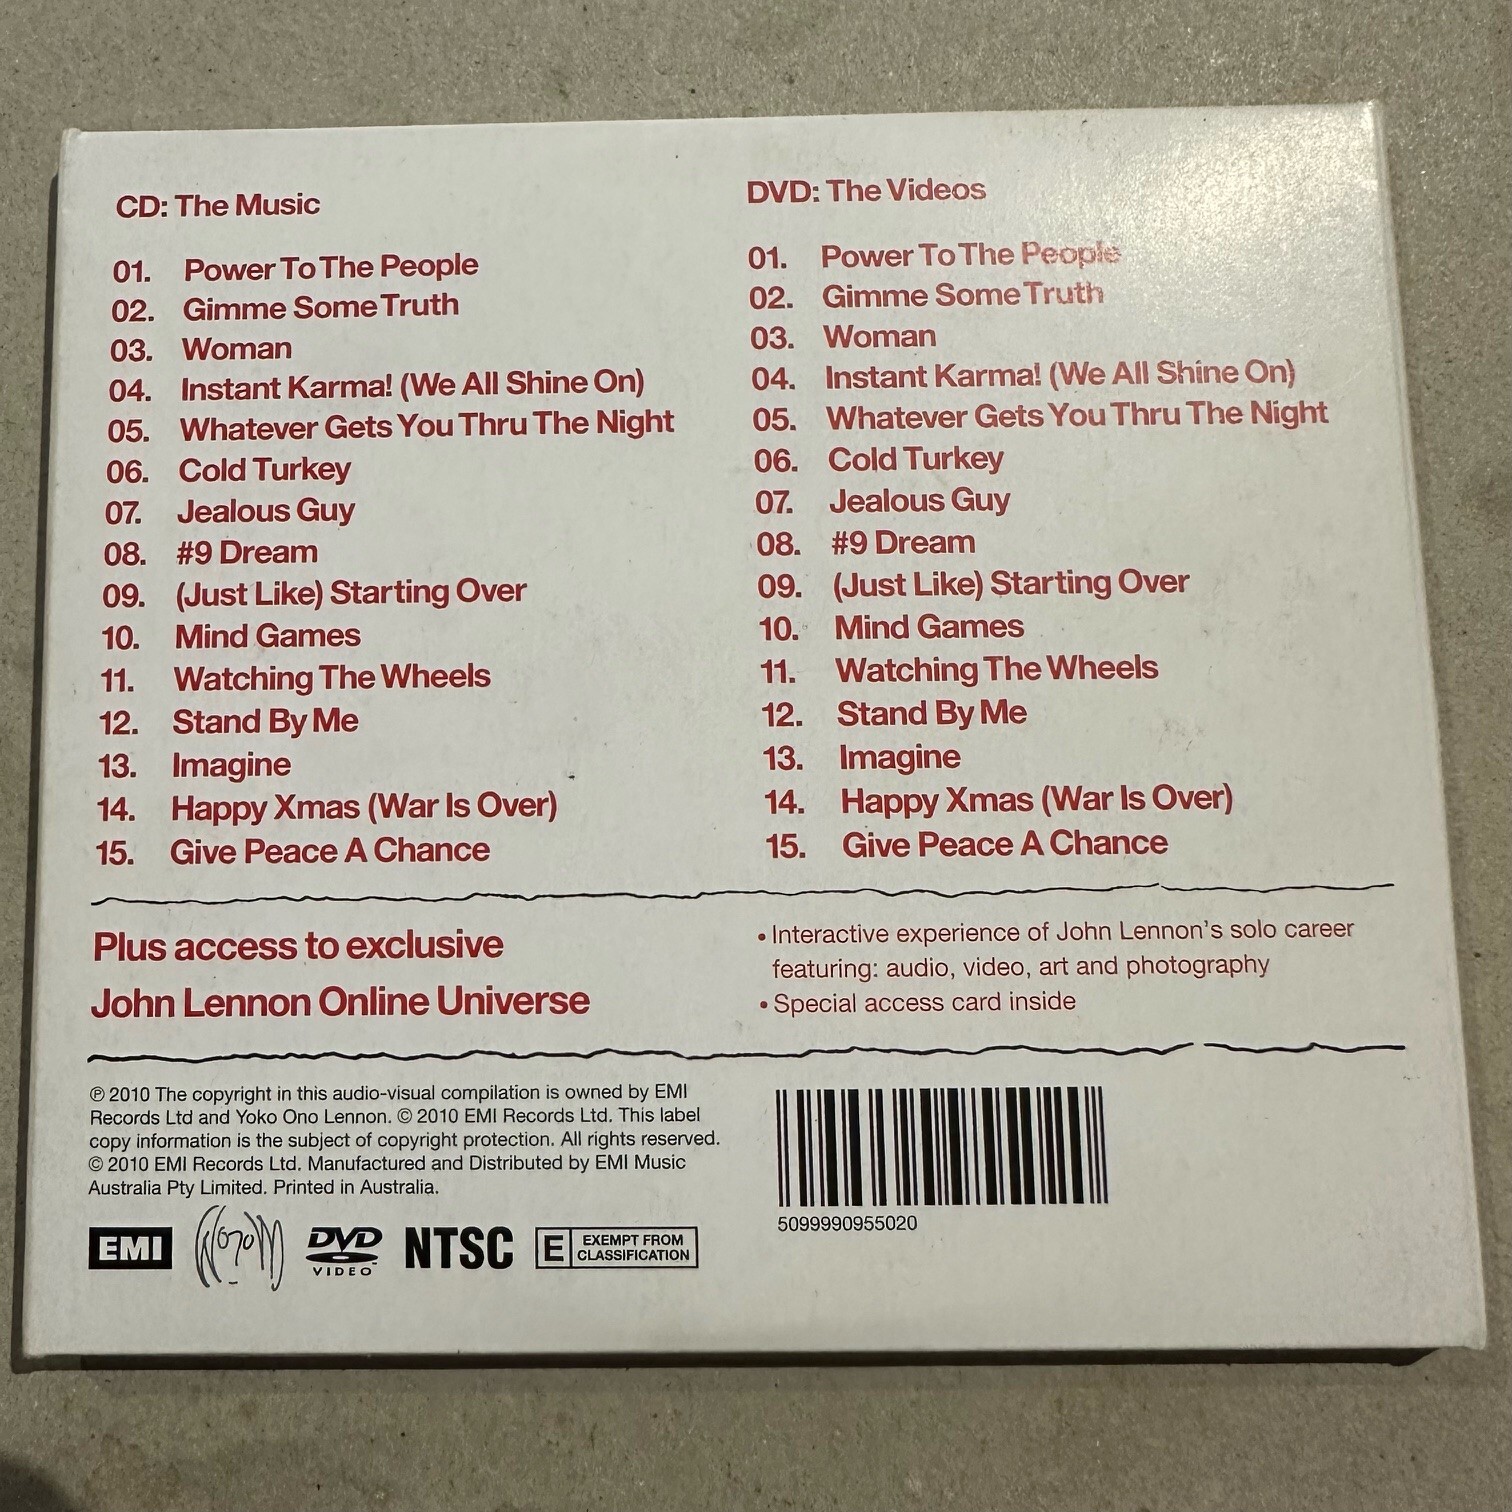 CD: The Music
01. Power To The People
02. Gimme Some Truth
03. Woman
04. Instant Karma! (We All Shine On)
05. Whatever Gets You Thru The Night
06. Cold Turkey
07. Jealous Guy
08. #9 Dream
09. (Just Like) Starting Over
10. Mind Games
11. Watching The Wheels
12. Stand By Me
13. Imagine
14. Happy Xmas (War Is Over)
15. Give Peace A Chance
DVD: The Videos
01. Power To The People
02. Gimme Some Truth
03. Woman
04. Instant Karma! (We All Shine On)
05. Whatever Gets You Thru The Night
06. Cold Turkey
07. Jealous Guy
08. #9 Dream
09. (Just Like) Starting Over
10. Mind Games
11. Watching The Wheels
12. Stand By Me
13. Imagine
14. Happy Xmas (War Is Over)
15. Give Peace A Chance
Plus access to exclusive
John Lennon Online Universe
• Interactive experience of John Lennon's solo career
featuring: audio, video, art and photography
• Special access card inside
℗ 2010 The copyright in this audio-visual compilation is owned by EMI
Records Ltd and Yoko Ono Lennon. © 2010 EMI Records Ltd. This label
copy information is the subject of copyright protection. All rights reserved.
© 2010 EMI Records Ltd. Manufactured and Distributed by EMI Music
Australia Pty Limited. Printed in Australia.
EMI
DVD
VIDEO™
NTSC
E EXEMPT FROM
CLASSIFICATION
5099990955020